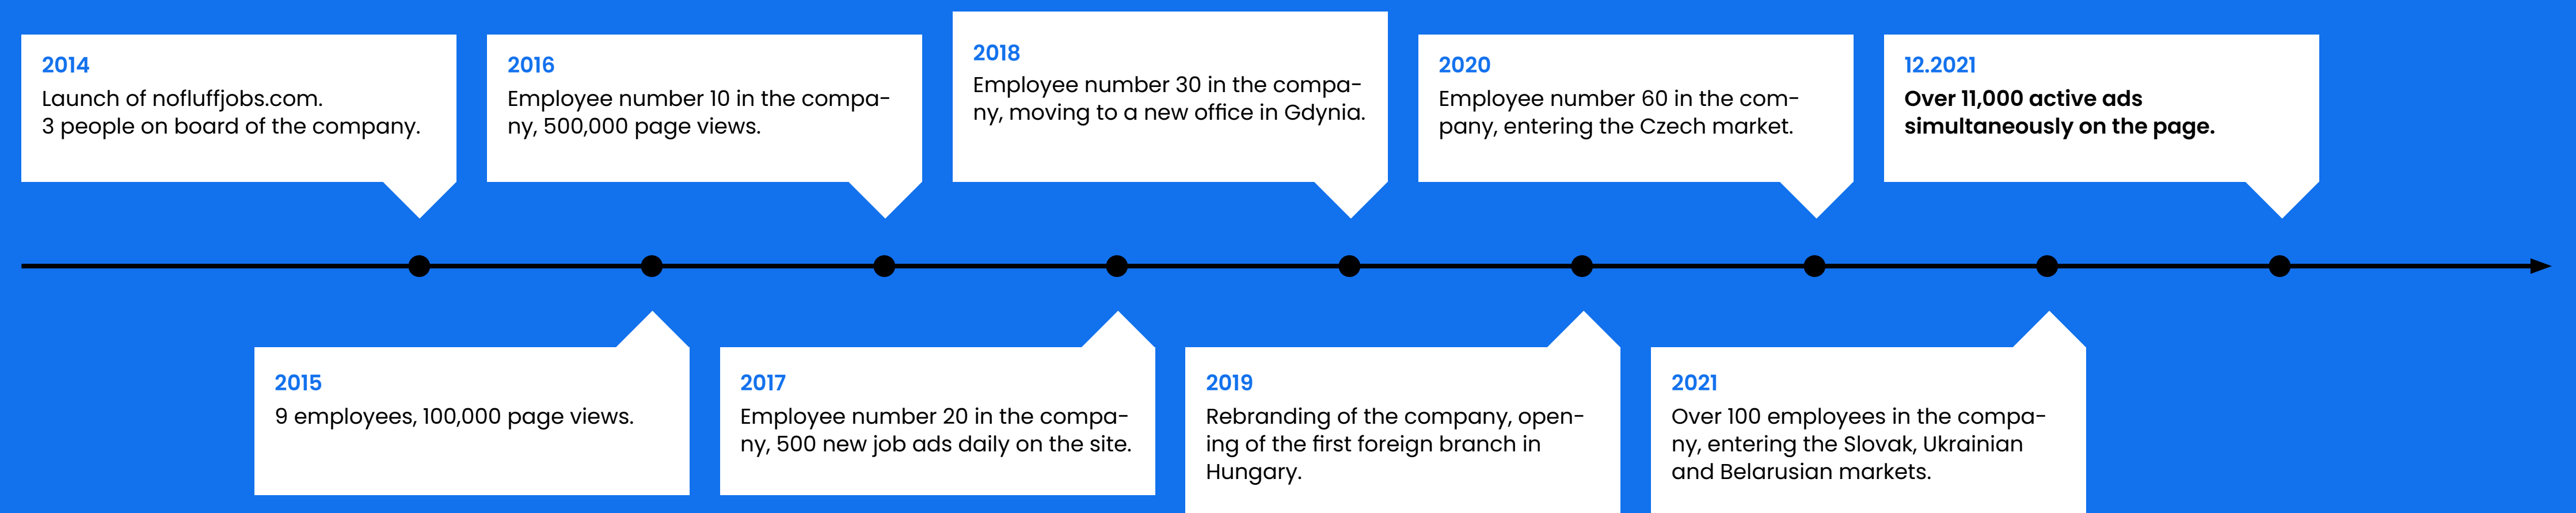 2014
Launch of nofluffjobs.com.
3 people on board of the company.
2015
9 employees, 100,000 page views.
2016
Employee number 10 in the compa-
ny, 500,000 page views.
2017
Employee number 20 in the compa-
ny, 500 new job ads daily on the site.
2018
Employee number 30 in the compa-
ny, moving to a new office in Gdynia.
2019
Rebranding of the company, open-
ing of the first foreign branch in
Hungary.
2020
Employee number 60 in the com-
pany, entering the Czech market.
2021
Over 100 employees in the compa-
ny, entering the Slovak, Ukrainian
and Belarusian markets.
12.2021
Over 11,000 active ads
simultaneously on the page.